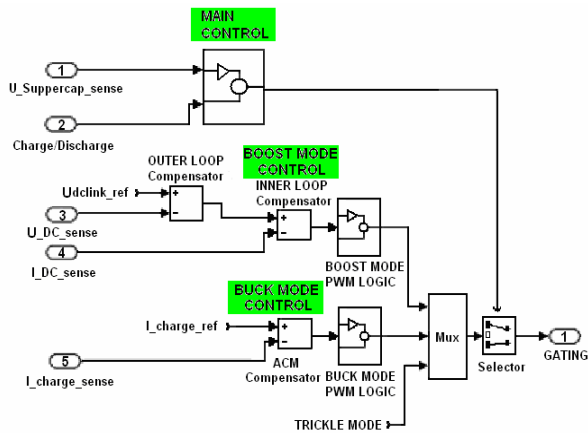 MAIN
CONTROL
1
U_Suppercap_sense
2
Charge/Discharge
OUTER LOOP
Compensator
BOOST MODE
CONTROL
INNER LOOP
Compensator
Udclink_ref
+
-
3
U_DC_sense
+
-
4
I_DC_sense
BOOST MODE
PWM LOGIC
BUCK MODE
CONTROL
I_charge_ref
+
-
5
I_charge_sense
ACM
Compensator
BUCK MODE
PWM LOGIC
Mux
Selector
1
GATING
TRICKLE MODE